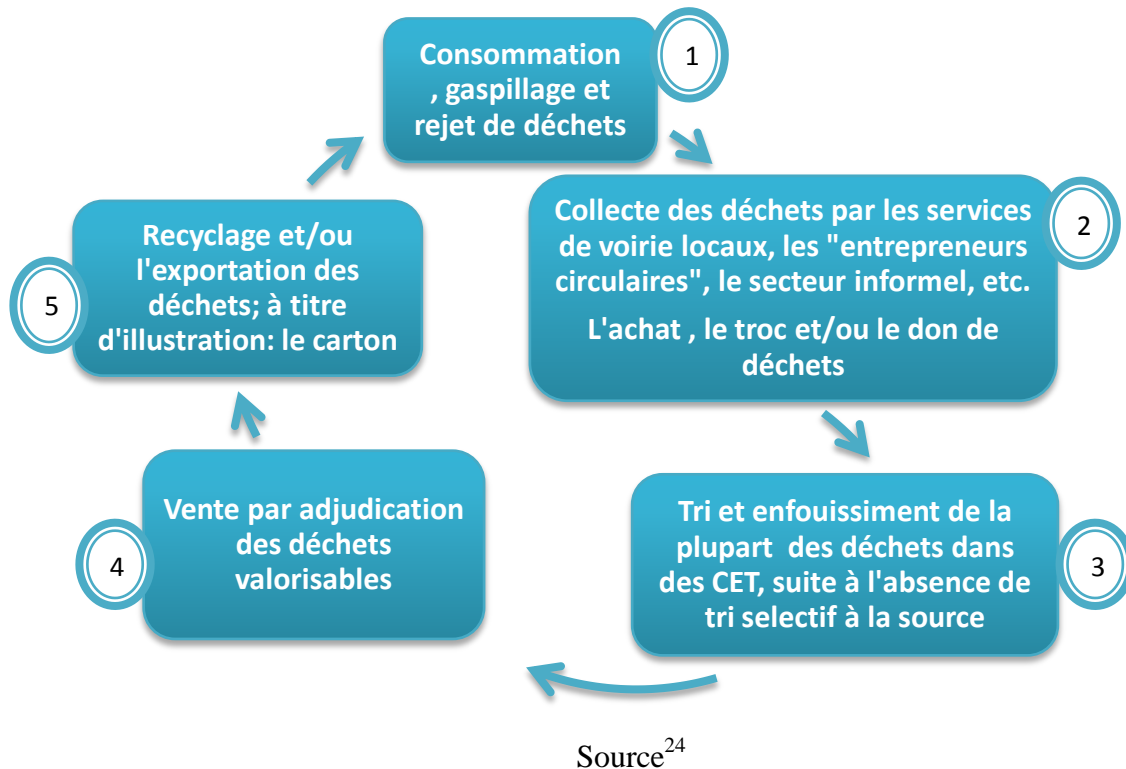 1
Consommation
, gaspillage et
rejet de déchets
2
Collecte des déchets par les services
de voirie locaux, les "entrepreneurs
circulaires", le secteur informel, etc.
L'achat , le troc et/ou le don de
déchets
3
Tri et enfouissiment de la
plupart des déchets dans
des CET, suite à l'absence de
tri selectif à la source
4
Vente par adjudication
des déchets
valorisables
5
Recyclage et/ou
l'exportation des
déchets; à titre
d'illustration: le carton
Source24